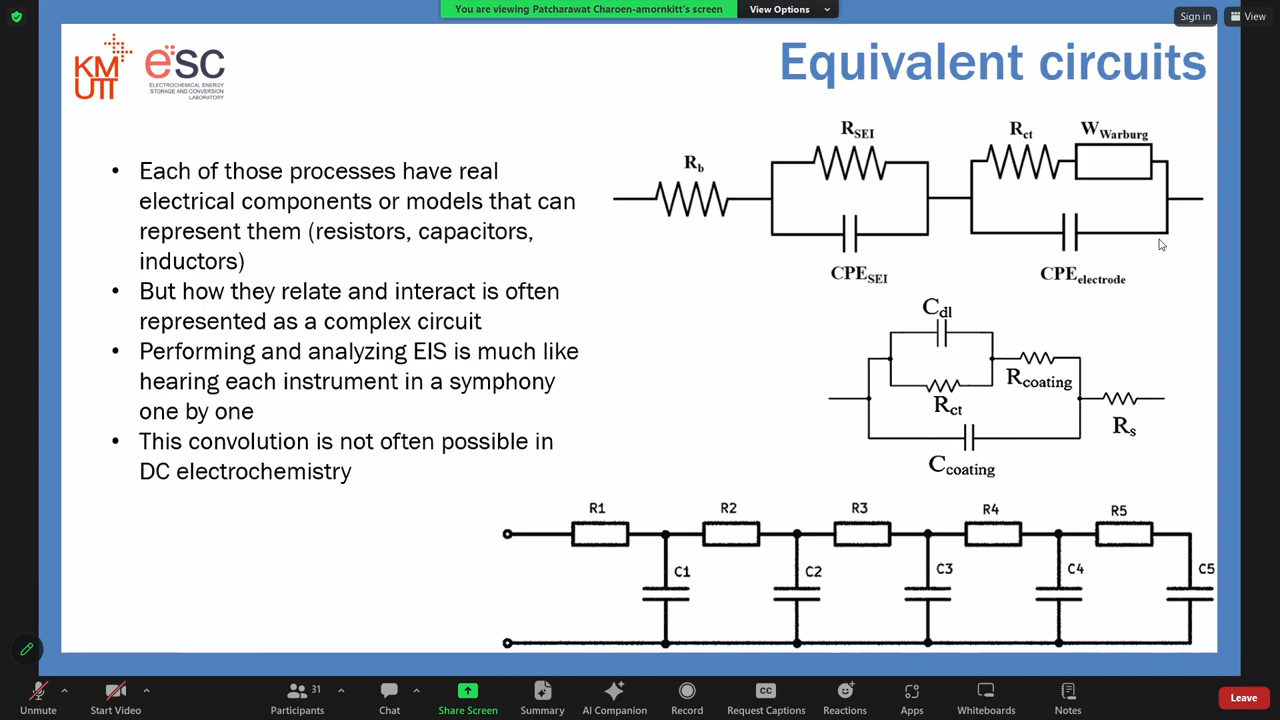 You are viewing Patcharawat Charoen-amornkitt's screen
View Options
Sign in
View
KM
UTT
esc
ELECTROCHEMICAL ENERGY
STORAGE AND CONVERSION
LABORATORY
Equivalent circuits
• Each of those processes have real
electrical components or models that can
represent them (resistors, capacitors,
inductors)
• But how they relate and interact is often
represented as a complex circuit
• Performing and analyzing EIS is much like
hearing each instrument in a symphony
one by one
• This convolution is not often possible in
DC electrochemistry
Rb
RSEI
CPESEI
Rct
WWarburg
CPEelectrode
Cdl
Rct
Rcoating
Ccoating
Rs
R1
R2
R3
R4
R5
C1
C2
C3
C4
C5
Unmute
Start Video
Participants
31
Chat
Share Screen
Summary
AI Companion
Record
CC
Request Captions
Reactions
Apps
Whiteboards
Notes
Leave